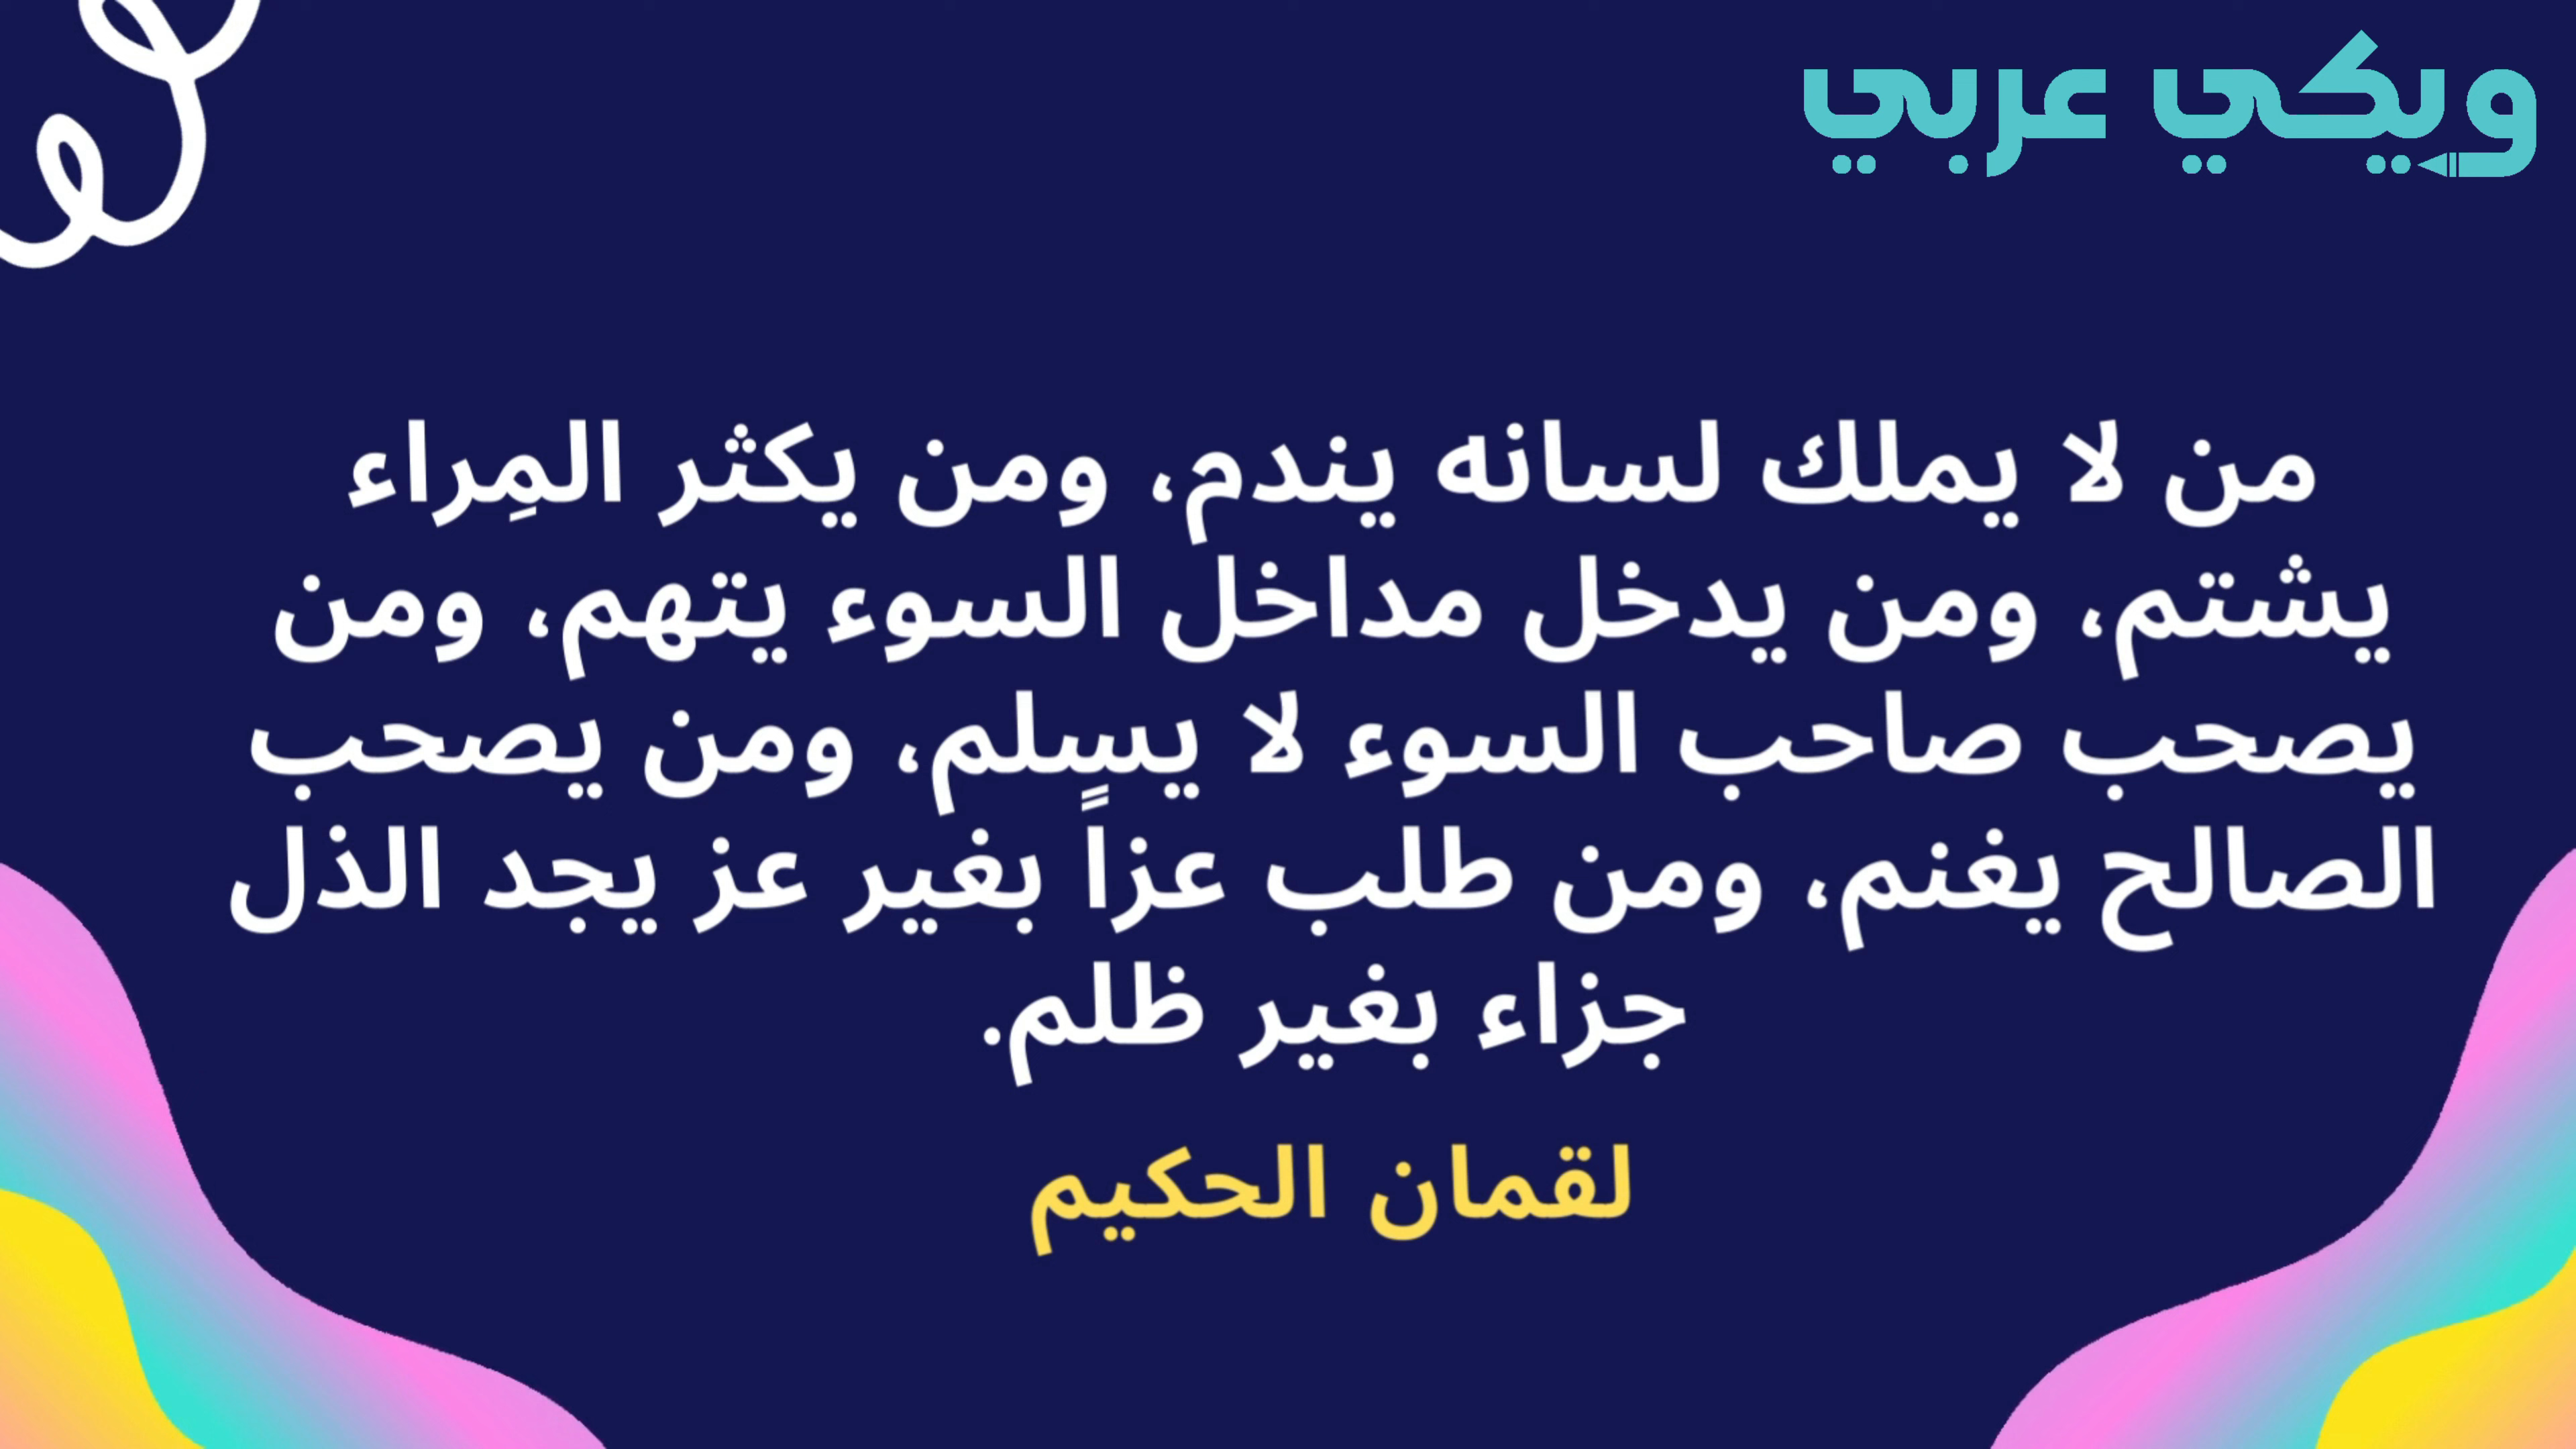 ويكي عربي
من لا يملك لسانه يندم، ومن يكثر المِراء
يشتم، ومن يدخل مداخل السوء يتهم، ومن
يصحب صاحب السوء لا يسلم، ومن يصحب
الصالح يغنم، ومن طلب عزاً بغير عز يجد الذل
جزاء بغير ظلم.
لقمان الحكيم